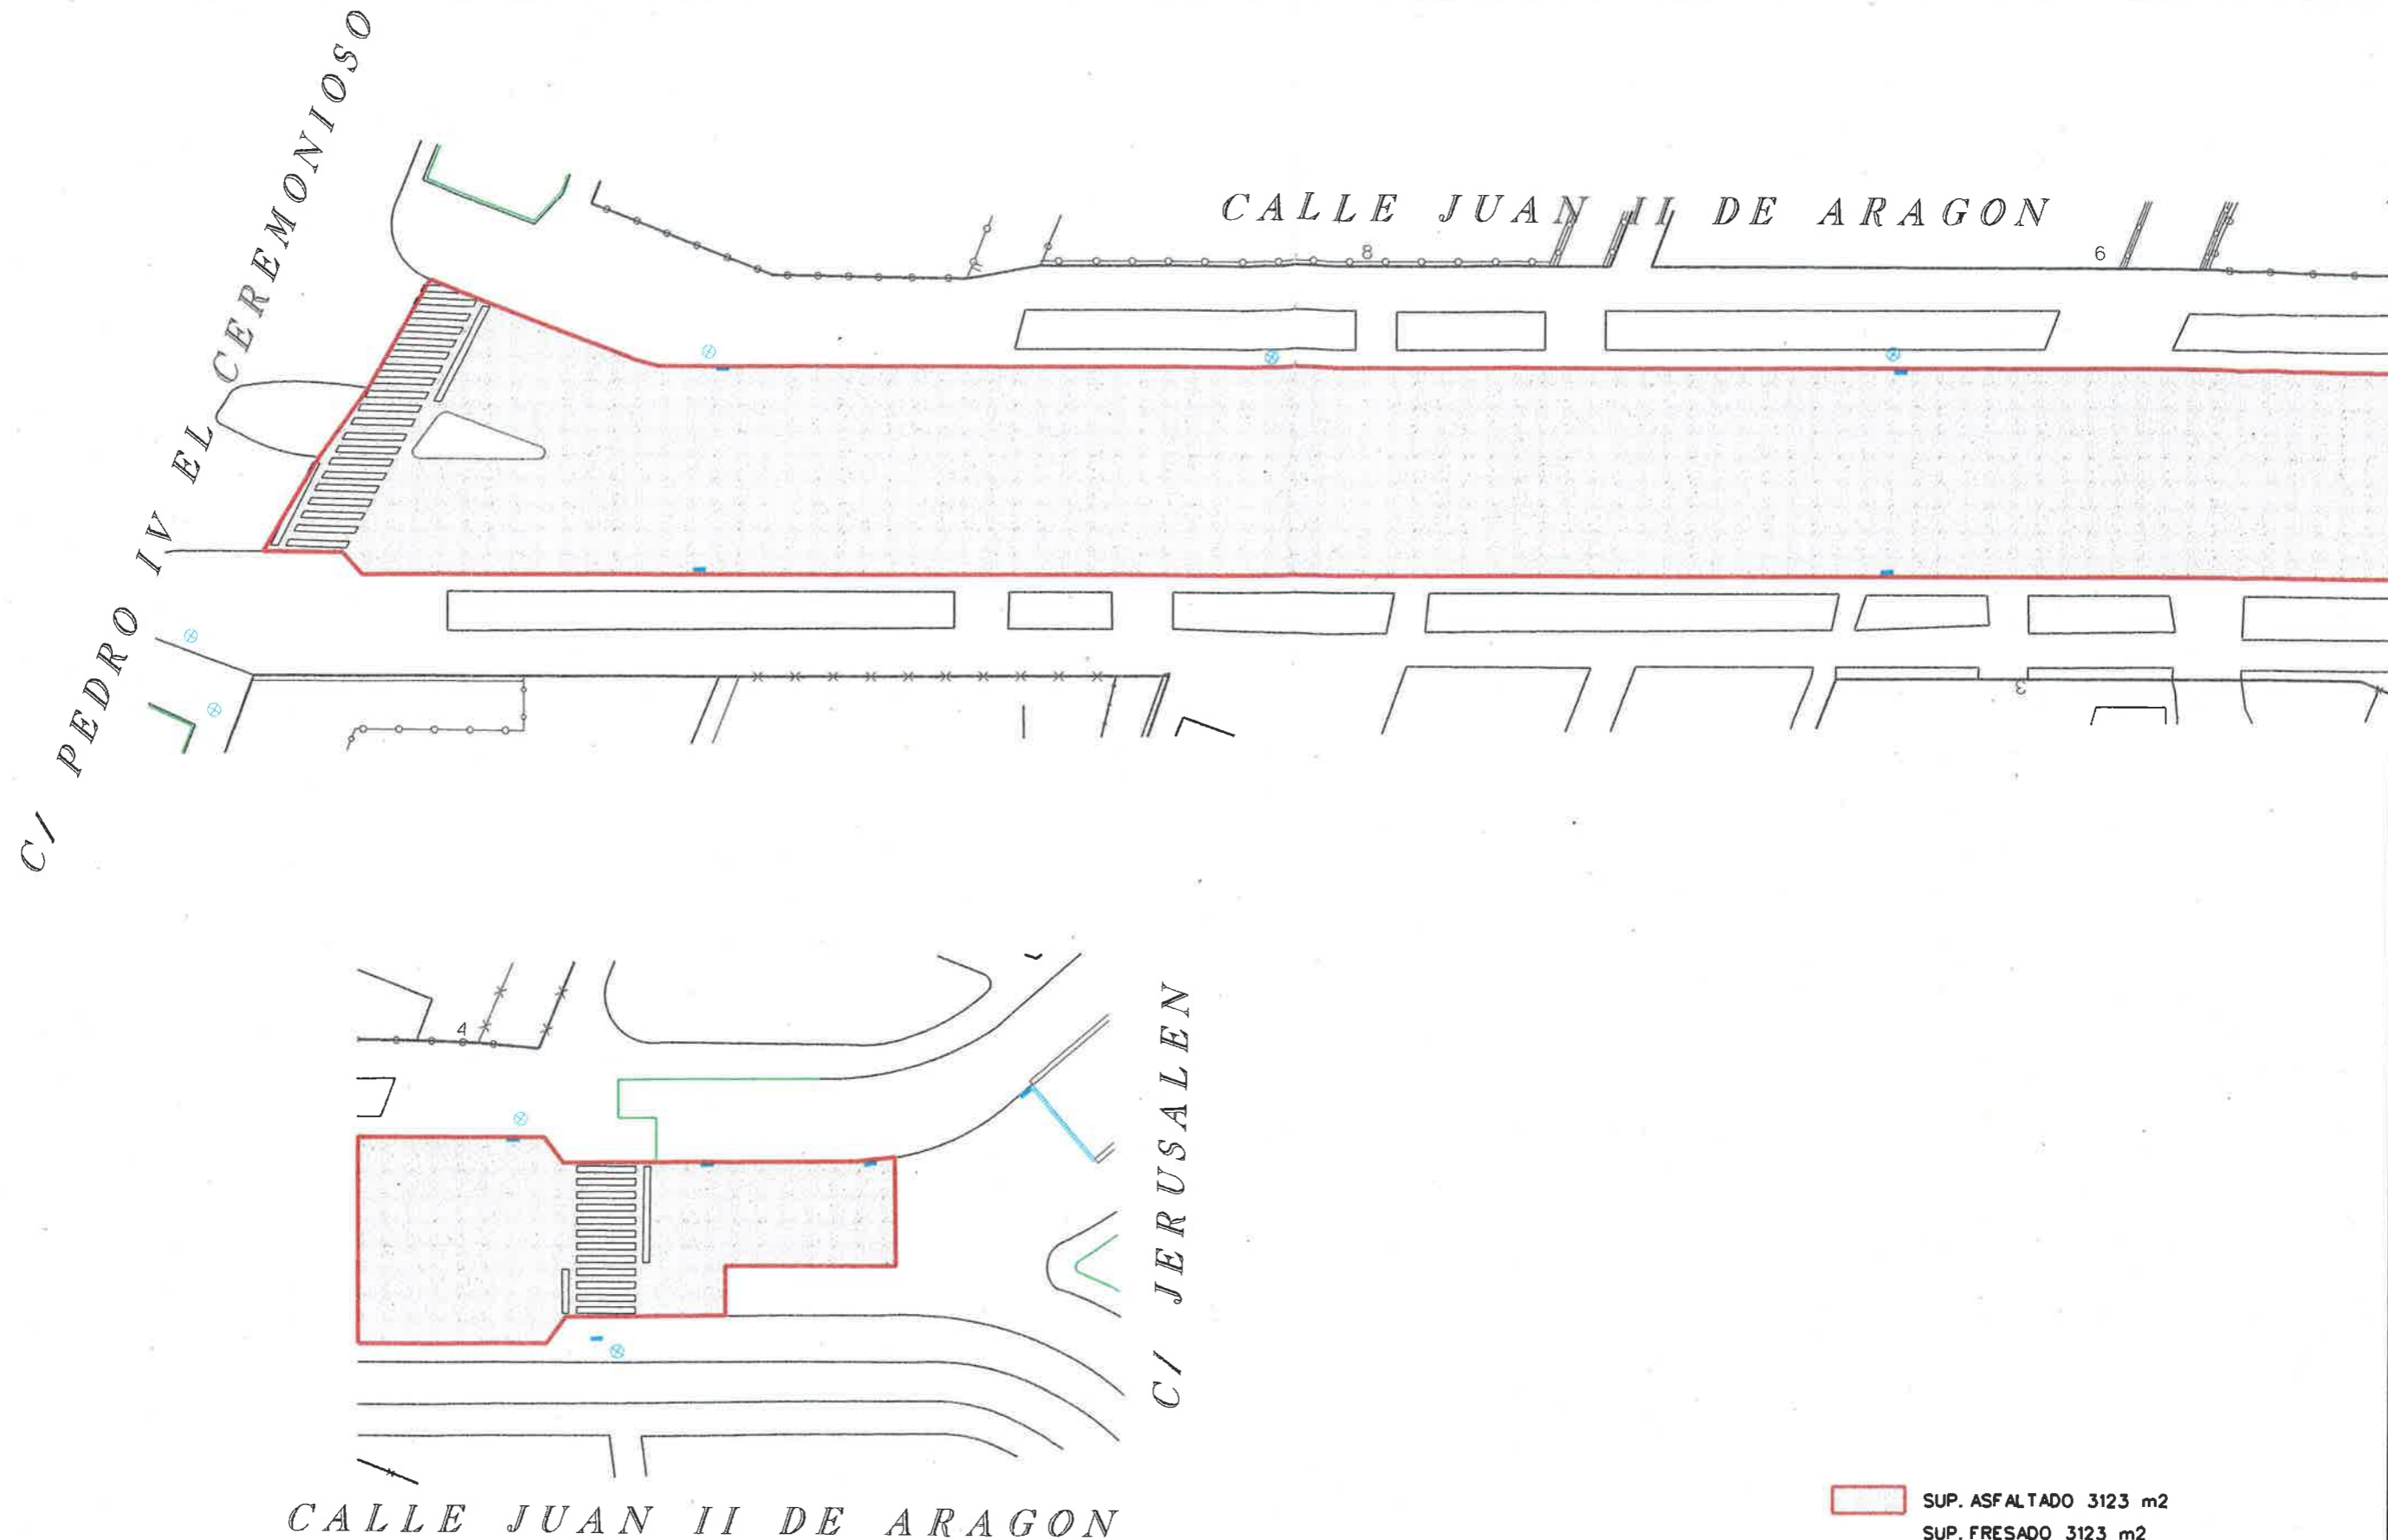 C/ PEDRO IV EL CEREMONIOSO
CALLE JUAN II DE ARAGON
8
6
3
4
C/ JERUSALEN
CALLE JUAN II DE ARAGON
SUP. ASFALTADO 3123 m2
SUP. FRESADO 3123 m2